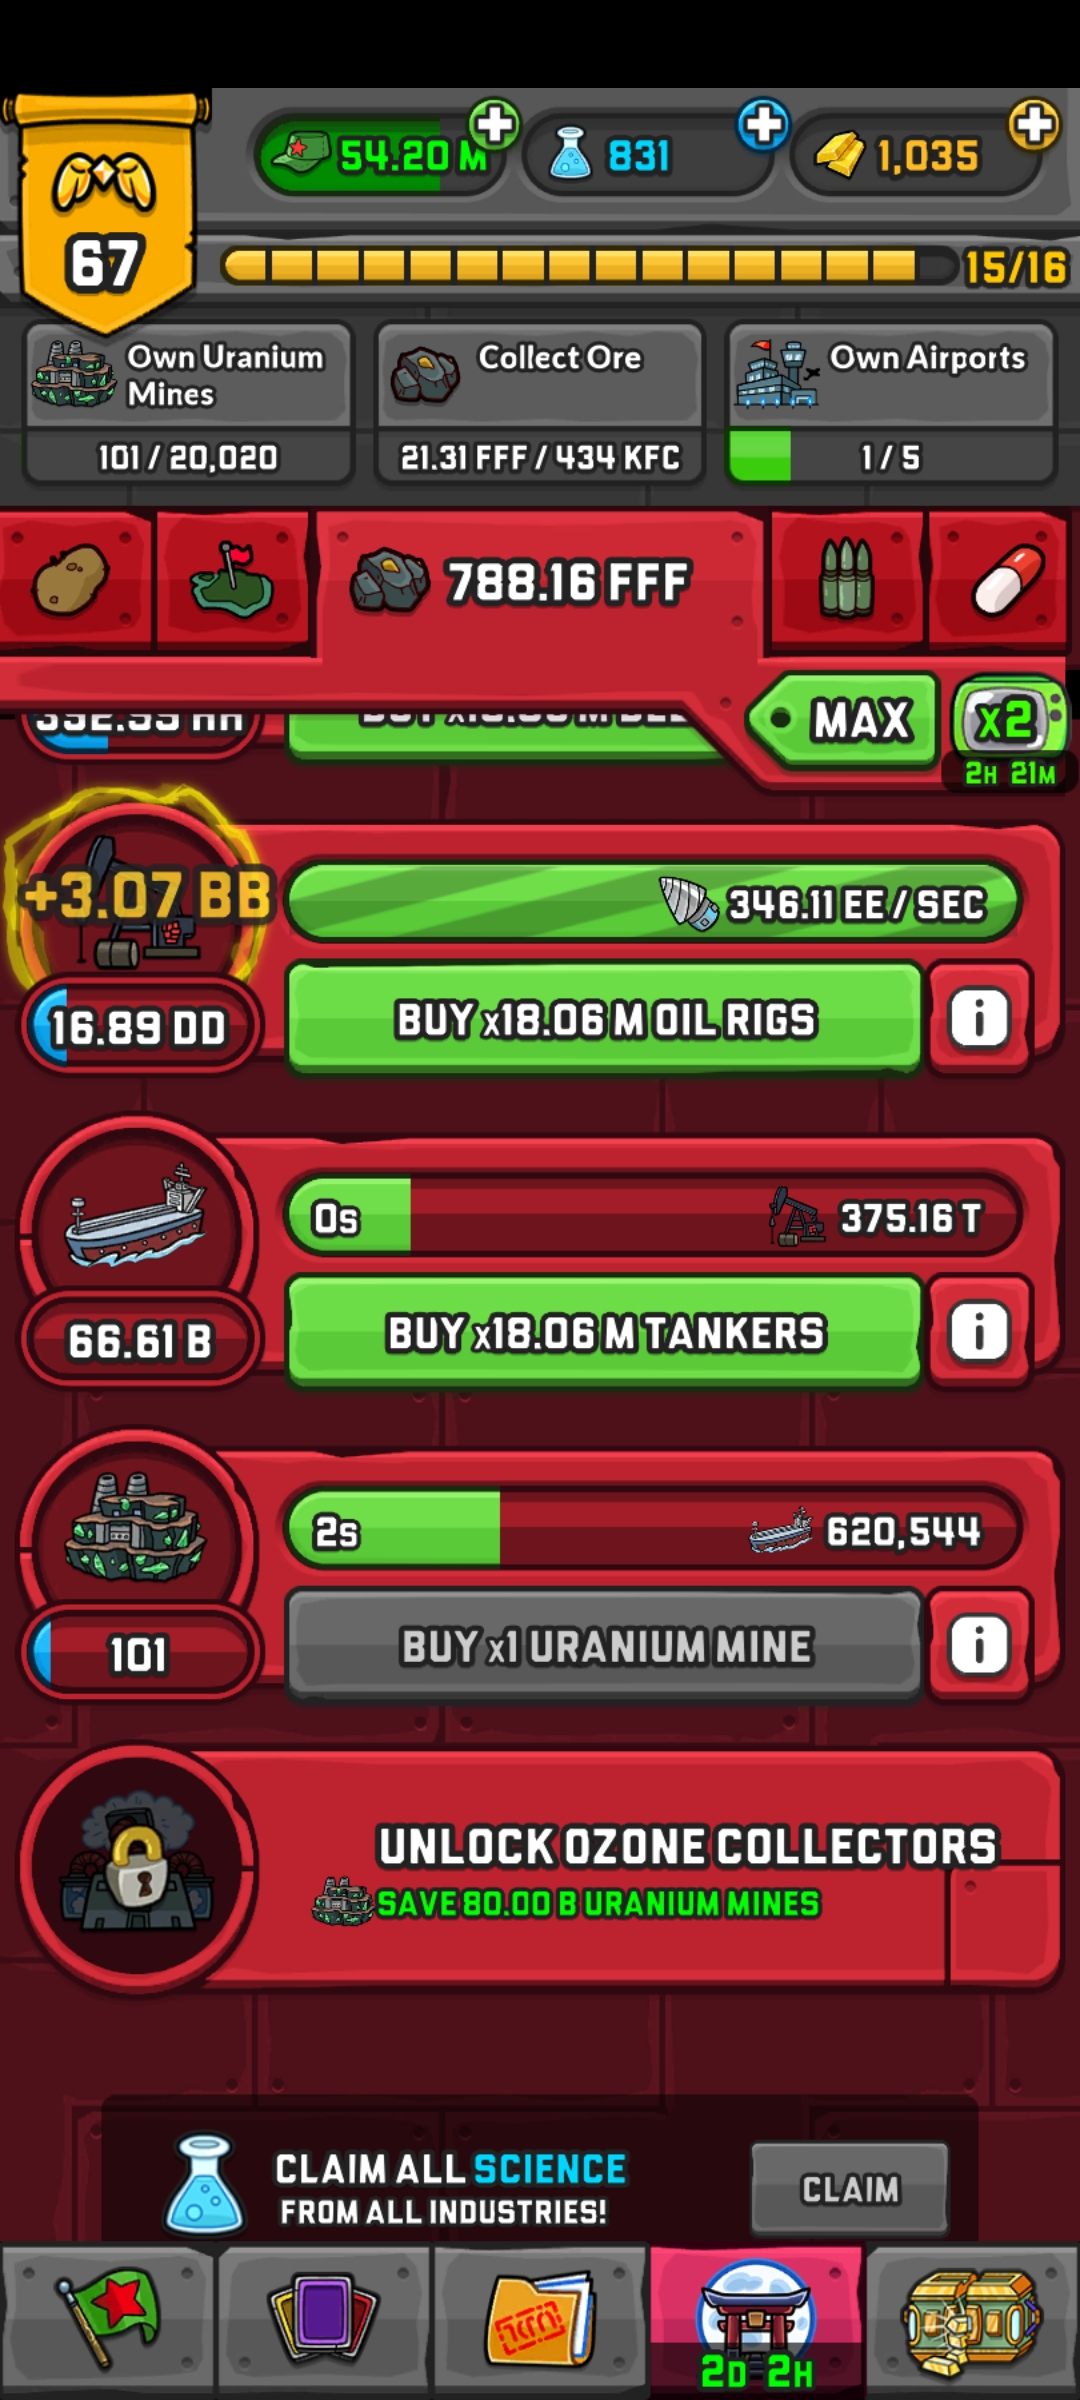 54.20 M
831
1,035
67
15/16
Own Uranium
Mines
101 / 20,020
Collect Ore
21.31 FFF / 434 KFC
Own Airports
1 / 5
788.16 FFF
MAX
x2
2H 21M
+3.07 BB
346.11 EE / SEC
16.89 DD
BUY x18.06 M OIL RIGS
i
0s
375.16 T
66.61 B
BUY x18.06 M TANKERS
i
2s
620,544
101
BUY x1 URANIUM MINE
i
UNLOCK OZONE COLLECTORS
SAVE 80.00 B URANIUM MINES
CLAIM ALL SCIENCE
FROM ALL INDUSTRIES!
CLAIM
2D 2H